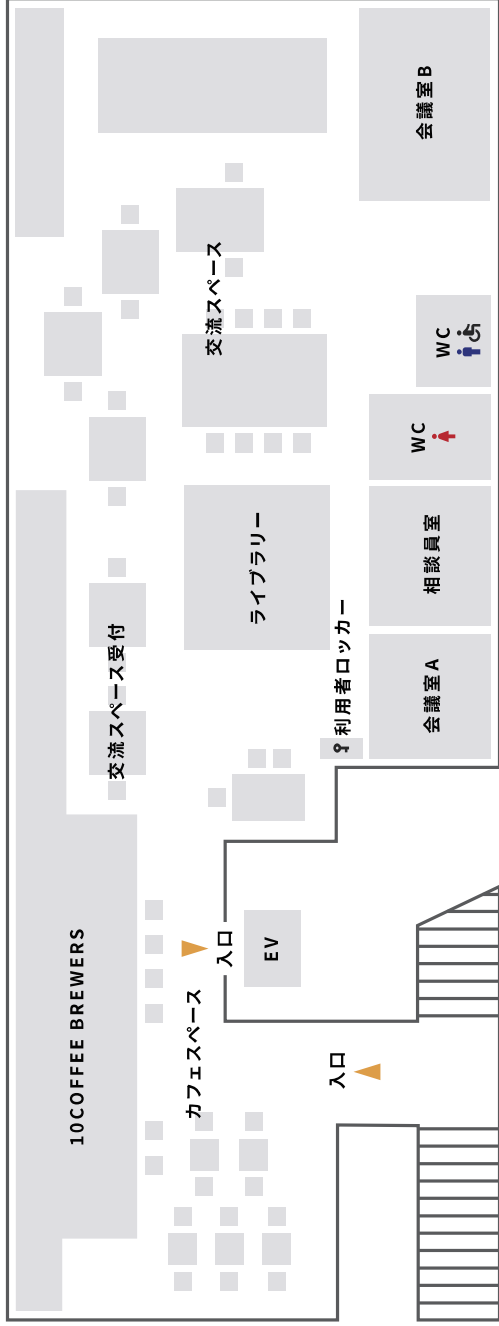 会議室B
交流スペース
WC
WC
ライブラリー
相談員室
利用者ロッカー
会議室A
交流スペース受付
10COFFEE BREWERS
入口
EV
カフェスペース
入口